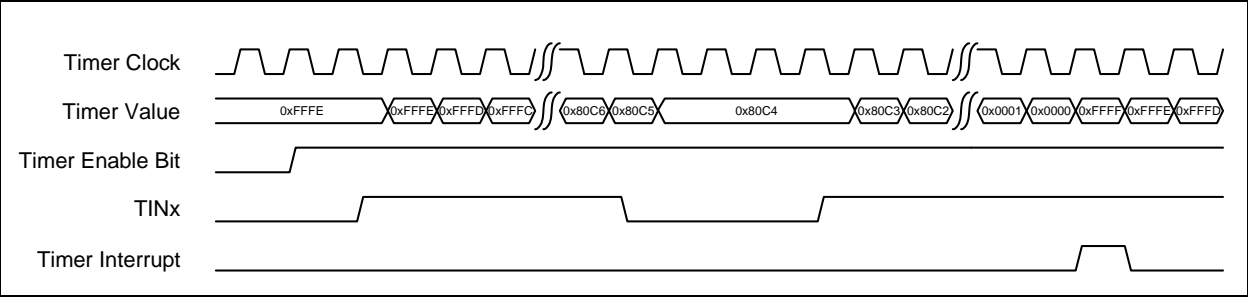 Timer Clock
Timer Value 0xFFFE 0xFFFE 0xFFFD 0xFFFC 0x80C6 0x80C5 0x80C4 0x80C3 0x80C2 0x0001 0x0000 0xFFFF 0xFFFE 0xFFFD
Timer Enable Bit
TINx
Timer Interrupt